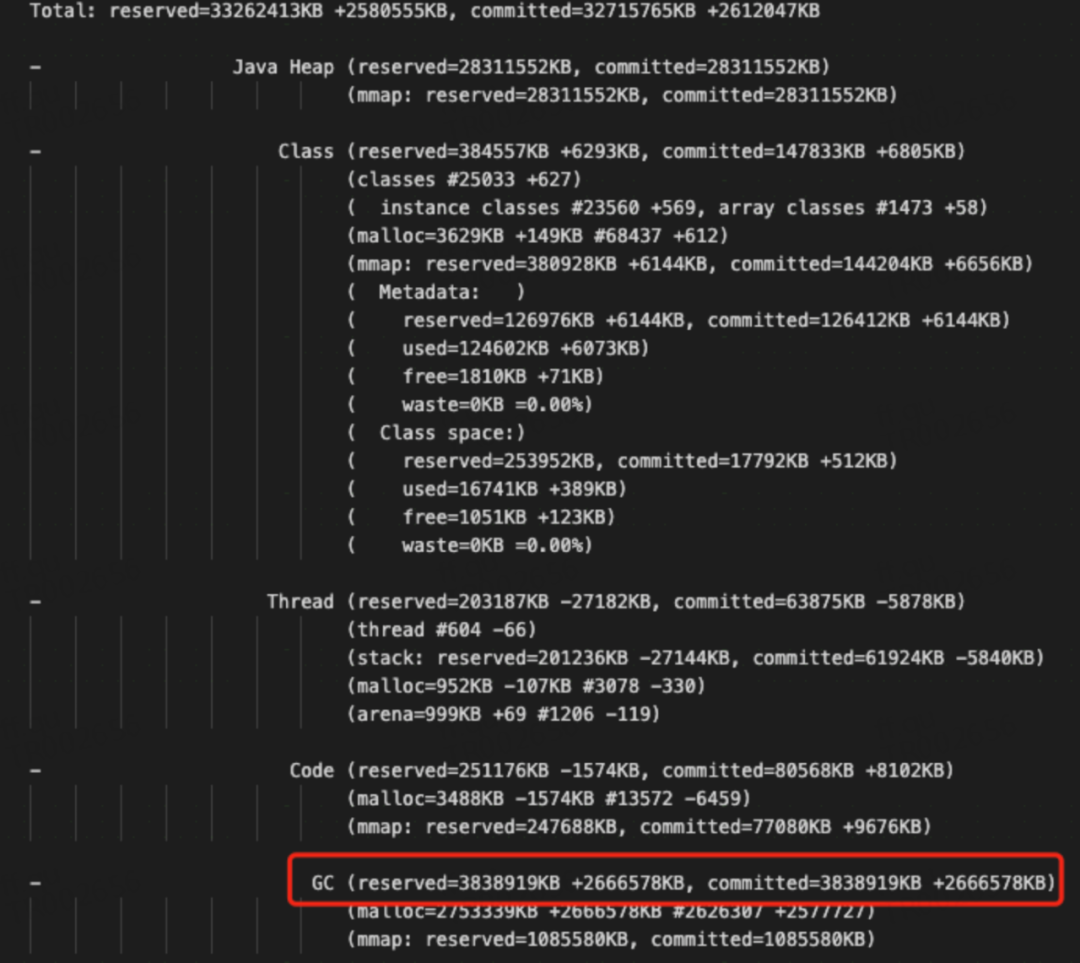 Total: reserved=33262413KB +2580555KB, committed=32715765KB +2612047KB
- Java Heap (reserved=28311552KB, committed=28311552KB)
(mmap: reserved=28311552KB, committed=28311552KB)
- Class (reserved=384557KB +6293KB, committed=147833KB +6805KB)
(classes #25033 +627)
( instance classes #23560 +569, array classes #1473 +58)
(malloc=3629KB +149KB #68437 +612)
(mmap: reserved=380928KB +6144KB, committed=144204KB +6656KB)
( Metadata: )
( reserved=126976KB +6144KB, committed=126412KB +6144KB)
( used=124602KB +6073KB)
( free=1810KB +71KB)
( waste=0KB =0.00%)
( Class space:)
( reserved=253952KB, committed=17792KB +512KB)
( used=16741KB +389KB)
( free=1051KB +123KB)
( waste=0KB =0.00%)
- Thread (reserved=203187KB -27182KB, committed=63875KB -5878KB)
(thread #604 -66)
(stack: reserved=201236KB -27144KB, committed=61924KB -5840KB)
(malloc=952KB -107KB #3078 -330)
(arena=999KB +69 #1206 -119)
- Code (reserved=251176KB -1574KB, committed=80568KB +8102KB)
(malloc=3488KB -1574KB #13572 -6459)
(mmap: reserved=247688KB, committed=77080KB +9676KB)
- GC (reserved=3838919KB +2666578KB, committed=3838919KB +2666578KB)
(malloc=2753339KB +2666578KB #2626307 +2577727)
(mmap: reserved=1085580KB, committed=1085580KB)